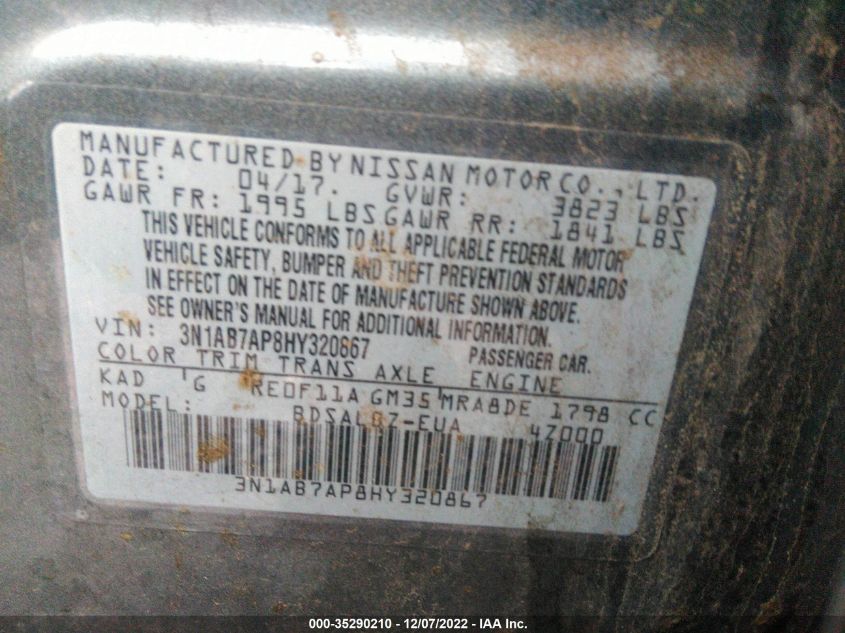 MANUFACTURED BY NISSAN MOTOR CO., LTD.
DATE: 04/17. GVWR: 3823 LBS
GAWR FR: 1995 LBS GAWR RR: 1841 LBS
THIS VEHICLE CONFORMS TO ALL APPLICABLE FEDERAL MOTOR
VEHICLE SAFETY, BUMPER AND THEFT PREVENTION STANDARDS
IN EFFECT ON THE DATE OF MANUFACTURE SHOWN ABOVE.
SEE OWNER'S MANUAL FOR ADDITIONAL INFORMATION.
VIN: 3N1AB7AP8HY320867 PASSENGER CAR.
COLOR TRIM TRANS AXLE ENGINE
KAD G RE0F11A GM35 MRA8DE 1798 CC
MODEL: BDSALBZ-EUA 4Z000
3N1AB7AP8HY320867
000-35290210 - 12/07/2022 - IAA Inc.